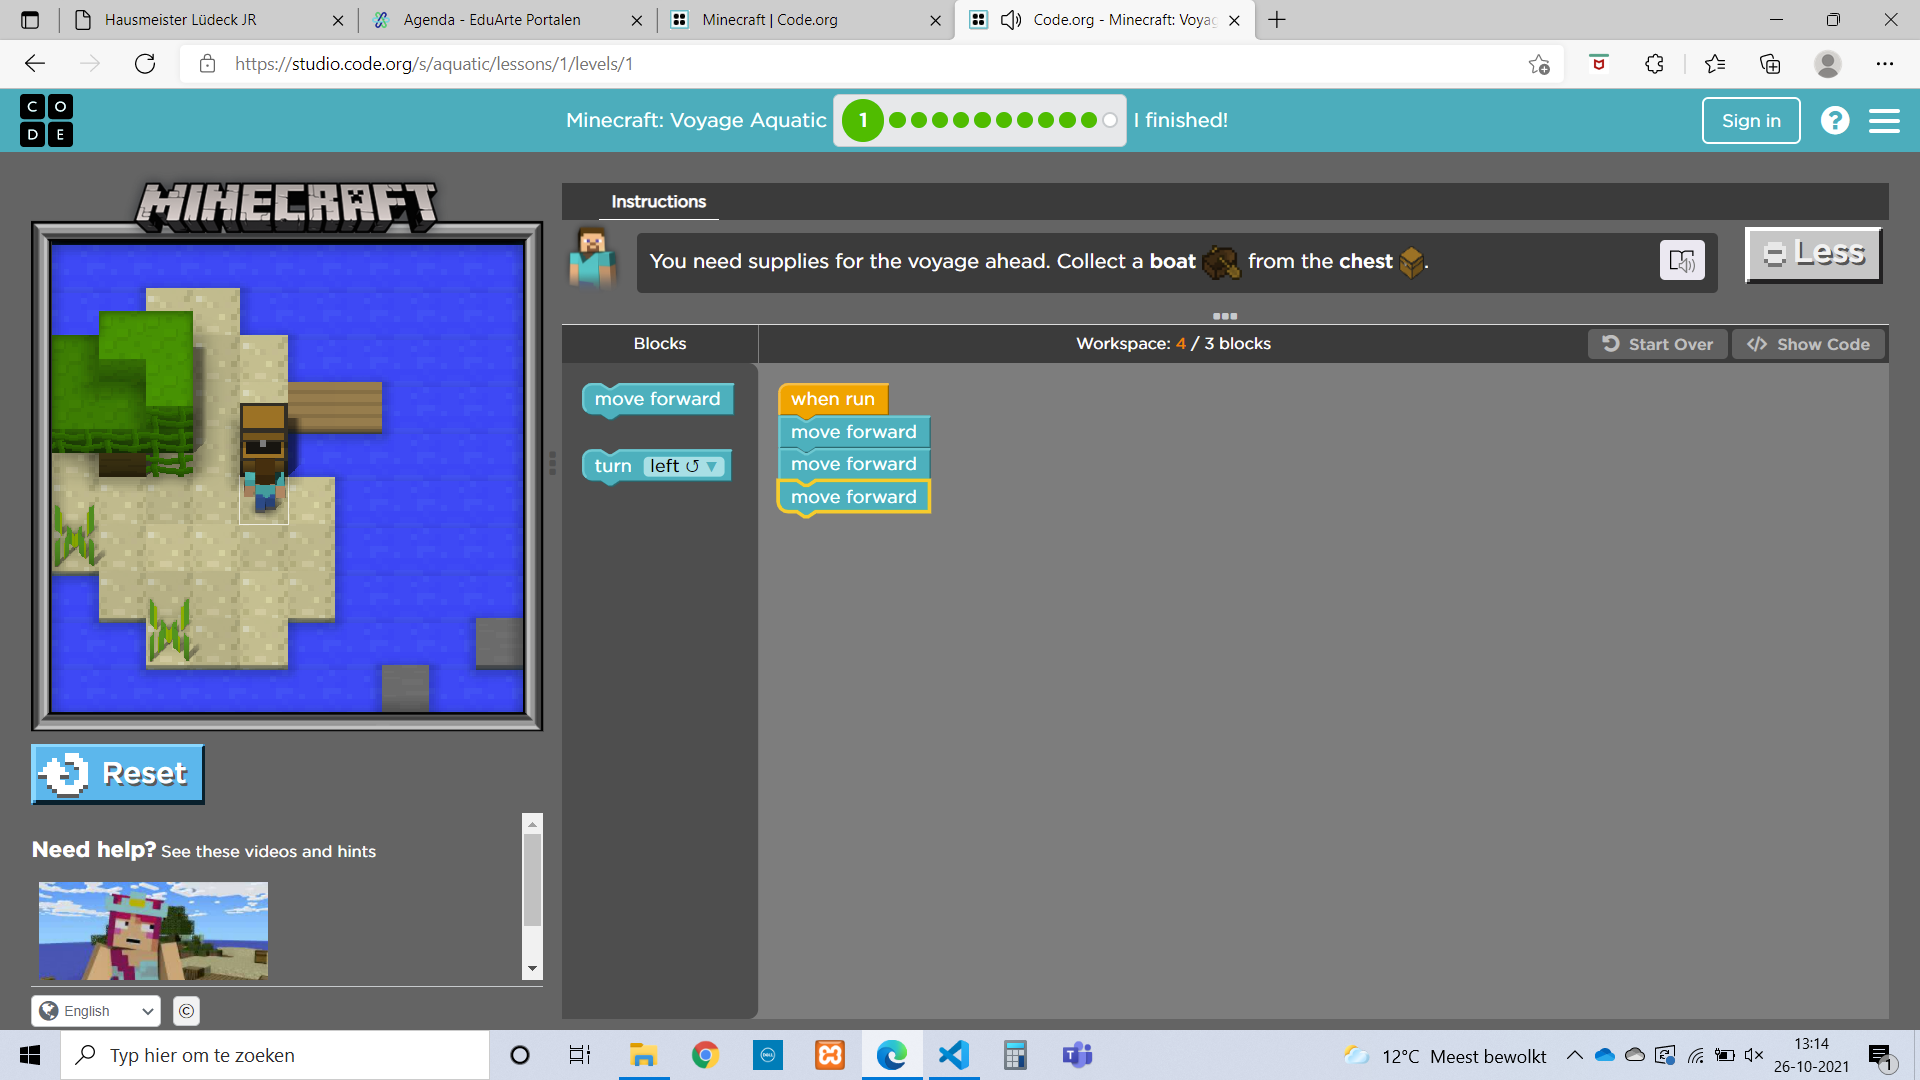 Hausmeister Lüdeck JR
Agenda - EduArte Portalen
Minecraft | Code.org
Code.org - Minecraft: Voyag
https://studio.code.org/s/aquatic/lessons/1/levels/1
C O
D E
Minecraft: Voyage Aquatic
1
I finished!
Sign in
?
MINECRAFT
Instructions
You need supplies for the voyage ahead. Collect a boat from the chest.
Less
Blocks
Workspace: 4 / 3 blocks
Start Over
</> Show Code
move forward
turn left ↺ ▼
when run
move forward
move forward
move forward
Reset
Need help? See these videos and hints
English
©
Typ hier om te zoeken
DELL
12°C Meest bewolkt
13:14
26-10-2021
1